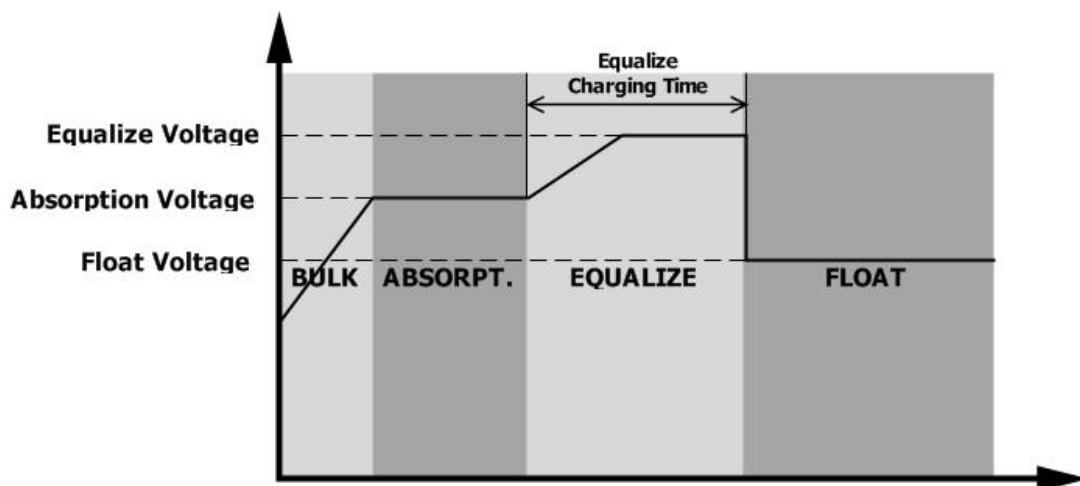 Equalize
Charging Time
Equalize Voltage
Absorption Voltage
Float Voltage
BULK
ABSORPT.
EQUALIZE
FLOAT